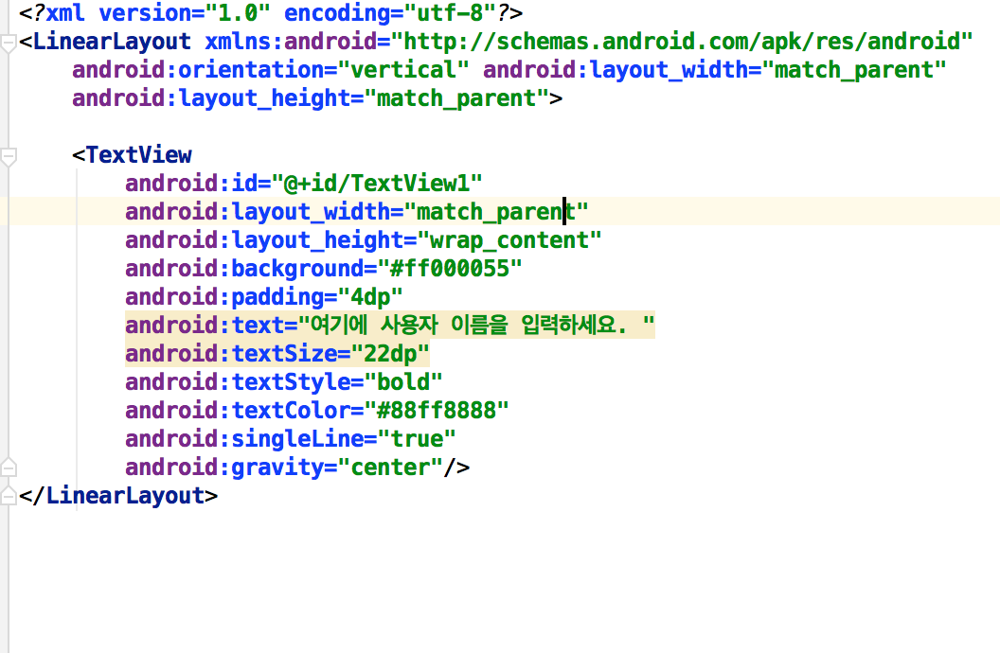 <?xml version="1.0" encoding="utf-8"?>
<LinearLayout xmlns:android="http://schemas.android.com/apk/res/android"
    android:orientation="vertical" android:layout_width="match_parent"
    android:layout_height="match_parent">

    <TextView
        android:id="@+id/TextView1"
        android:layout_width="match_parent"
        android:layout_height="wrap_content"
        android:background="#ff000055"
        android:padding="4dp"
        android:text="여기에 사용자 이름을 입력하세요. "
        android:textSize="22dp"
        android:textStyle="bold"
        android:textColor="#88ff8888"
        android:singleLine="true"
        android:gravity="center"/>
</LinearLayout>